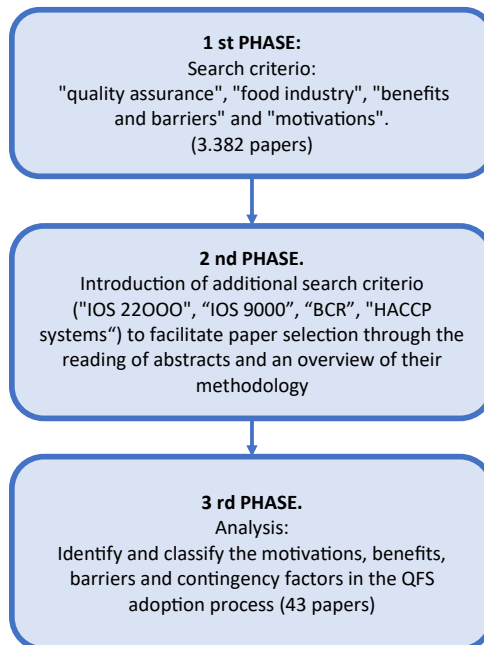 1 st PHASE:
Search criterio:
"quality assurance", "food industry", "benefits
and barriers" and "motivations".
(3.382 papers)
2 nd PHASE.
Introduction of additional search criterio
("IOS 22OOO", “IOS 9000”, “BCR”, "HACCP
systems“) to facilitate paper selection through the
reading of abstracts and an overview of their
methodology
3 rd PHASE.
Analysis:
Identify and classify the motivations, benefits,
barriers and contingency factors in the QFS
adoption process (43 papers)